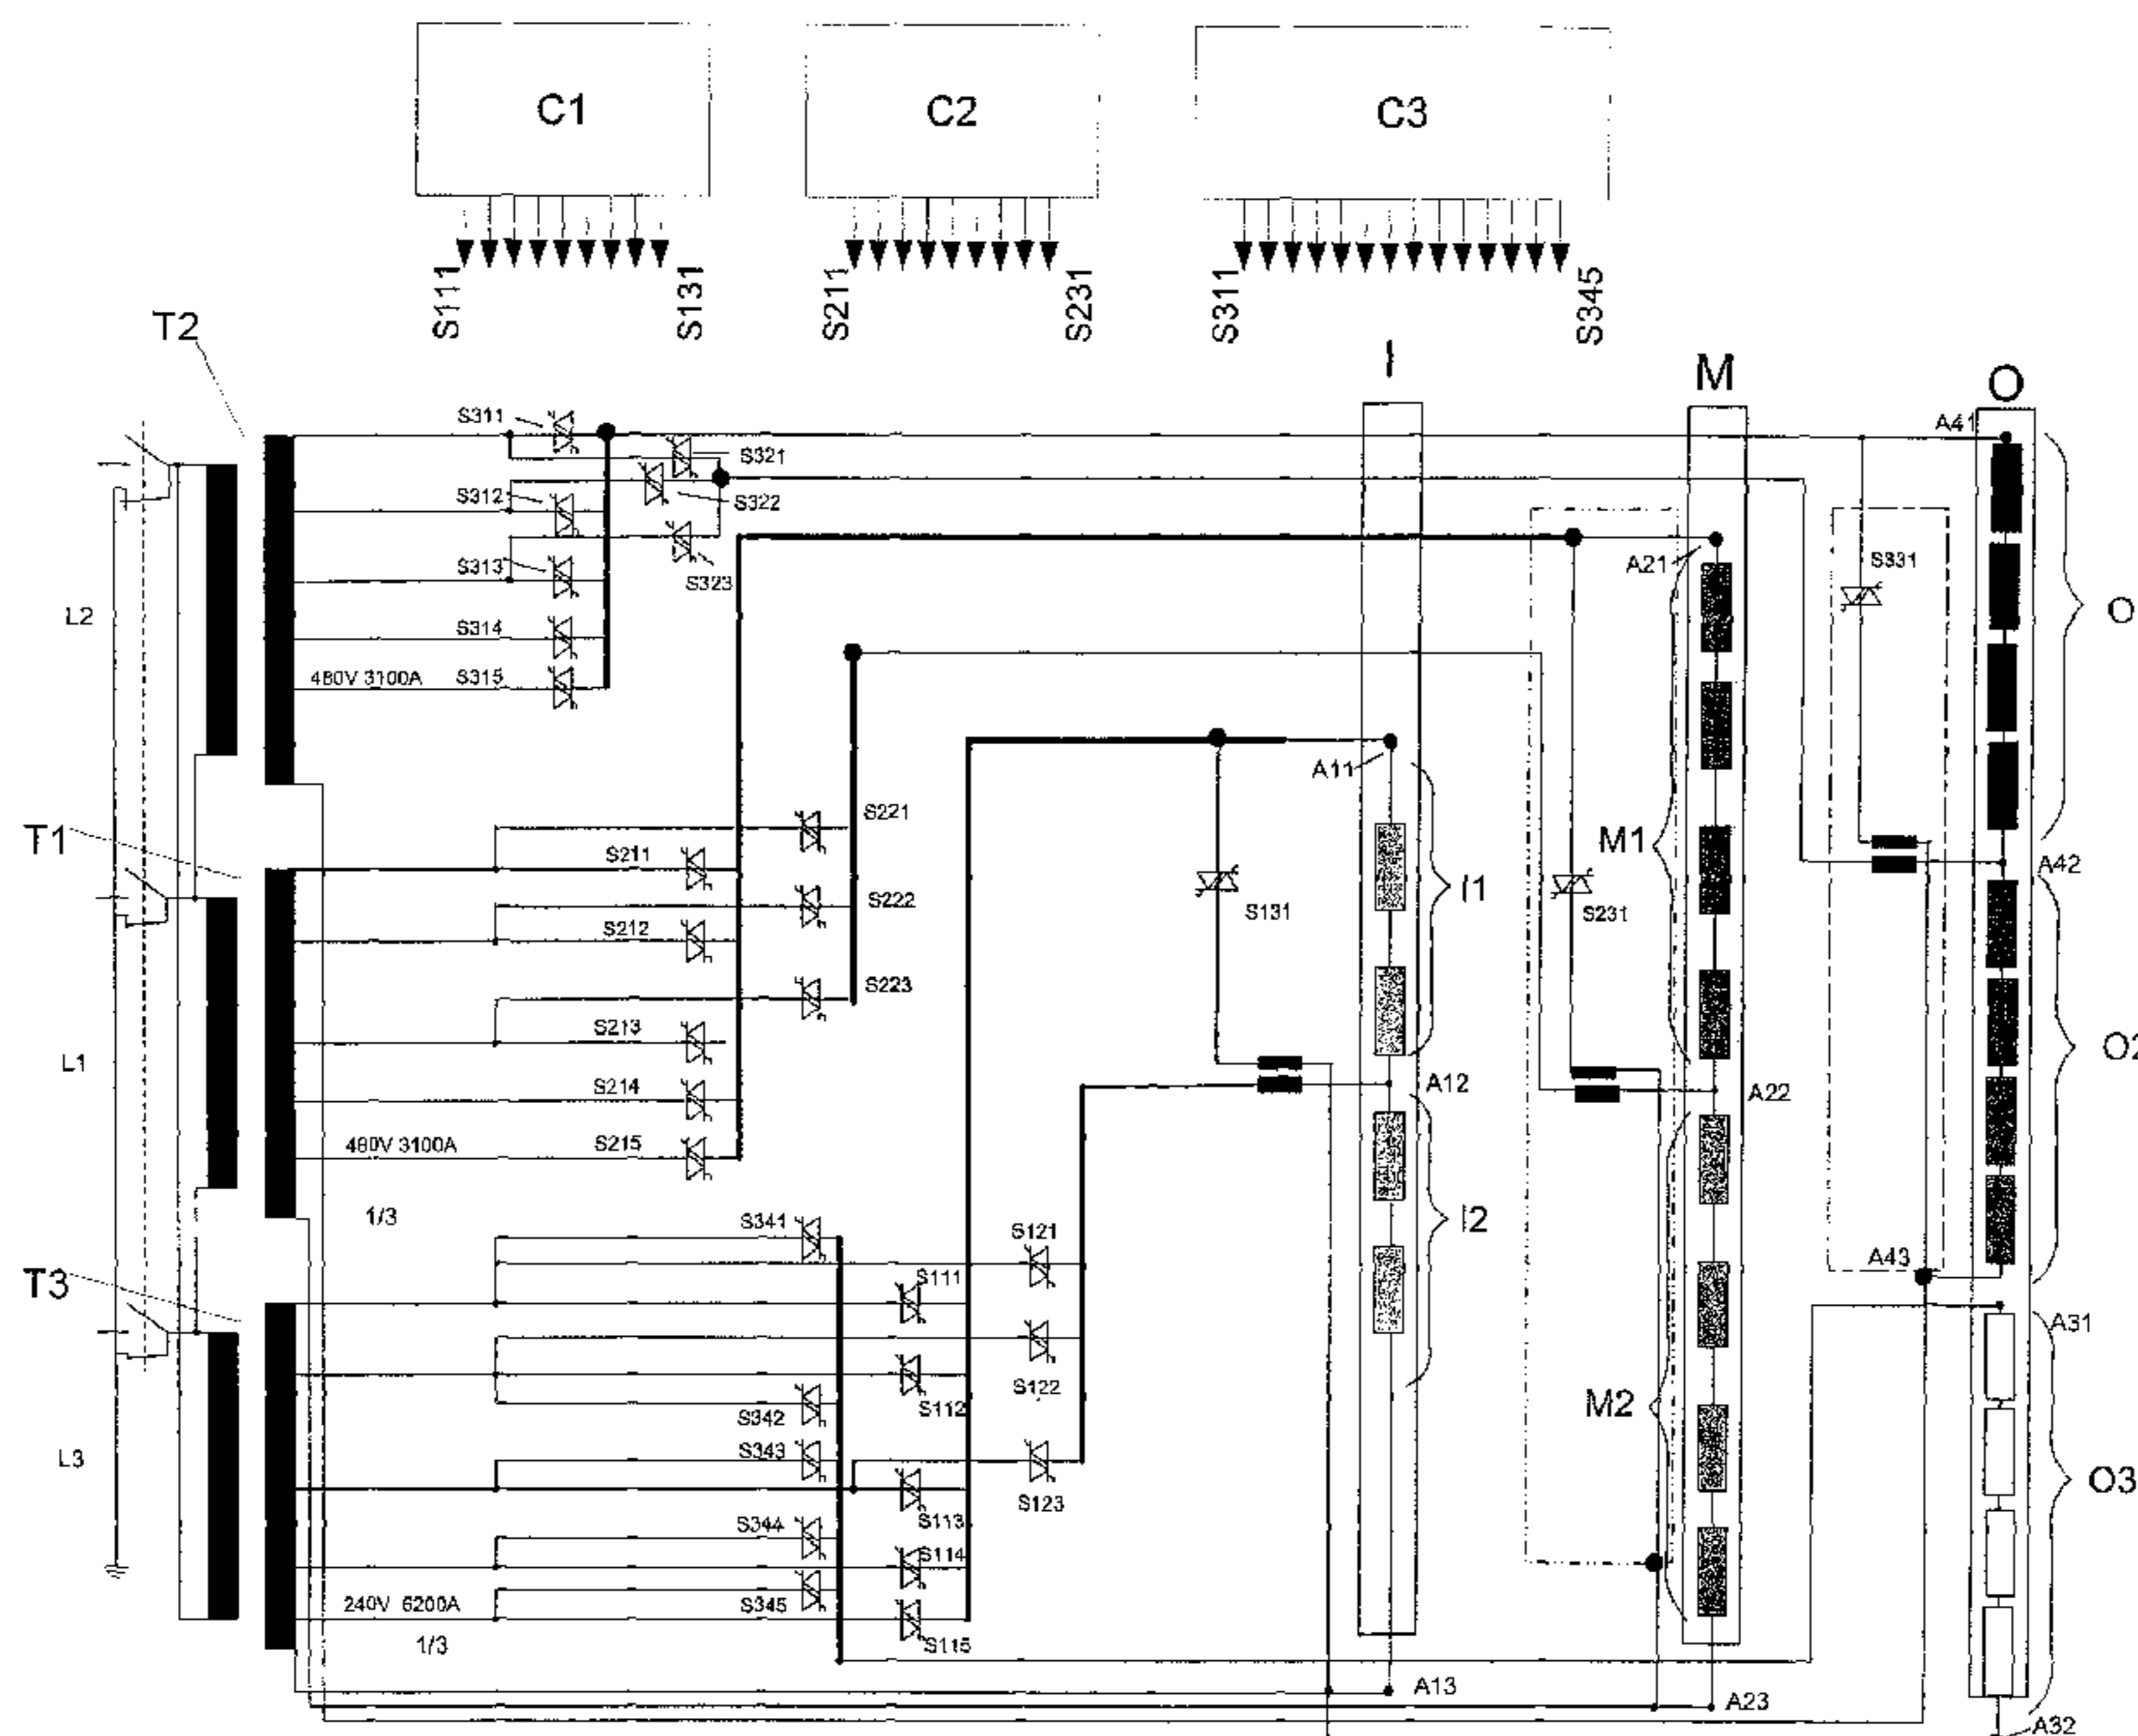 C1
C2
C3
S111
S131
S211
S231
S311
S345
T2
I
M
O
S311
S321
A41
S312
S322
S313
S323
A21
S331
L2
S314
O
480V 3100A
S315
A11
S221
T1
S211
M1
A42
S222
I1
S131
S231
S212
S223
S213
O2
L1
S214
A12
A22
480V 3100A
S215
1/3
S341
S121
I2
A43
T3
S111
A31
S122
S342
S112
M2
S343
L3
O3
S123
S344
S113
S114
240V 6200A
S345
1/3
S115
A13
A23
A32